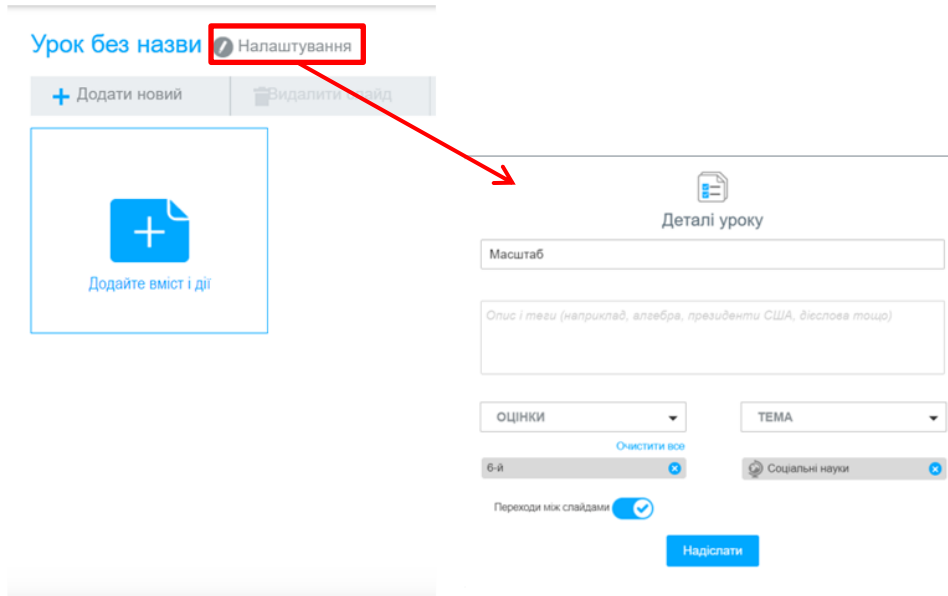 Урок без назви Налаштування
Додати новий
Видалити слайд
Додайте вміст і дії
Деталі уроку
Масштаб
Опис і теги (наприклад, алгебра, президенти США, дієслова тощо)
ОЦІНКИ
ТЕМА
Очистити все
6-й
Соціальні науки
Переходи між слайдами
Надіслати